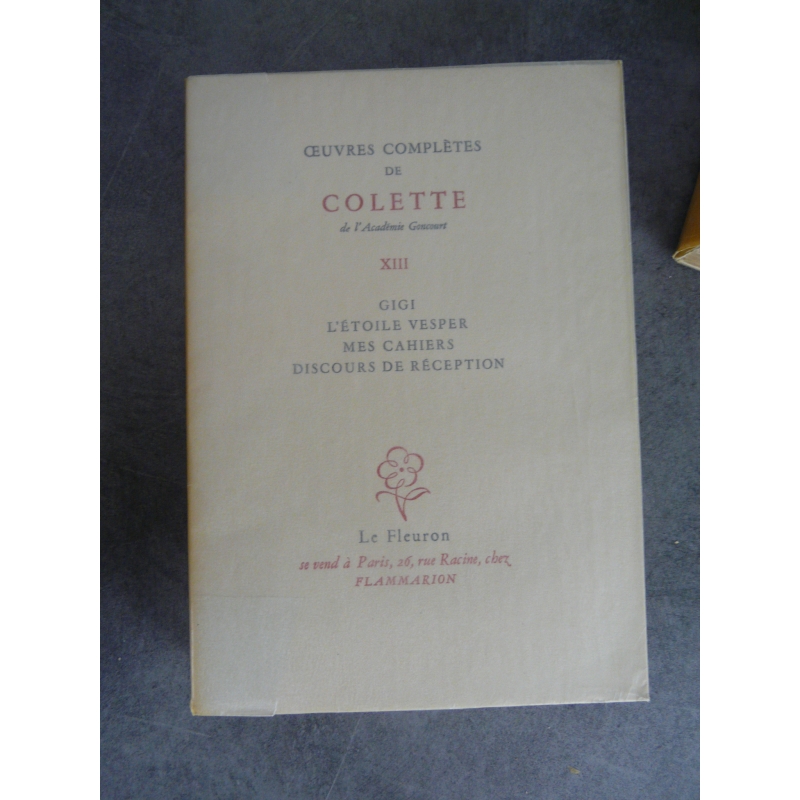 ŒUVRES COMPLÈTES
DE
COLETTE
de l'Académie Goncourt
XIII
GIGI
L'ÉTOILE VESPER
MES CAHIERS
DISCOURS DE RÉCEPTION
Le Fleuron
se vend à Paris, 26, rue Racine, chez
FLAMMARION